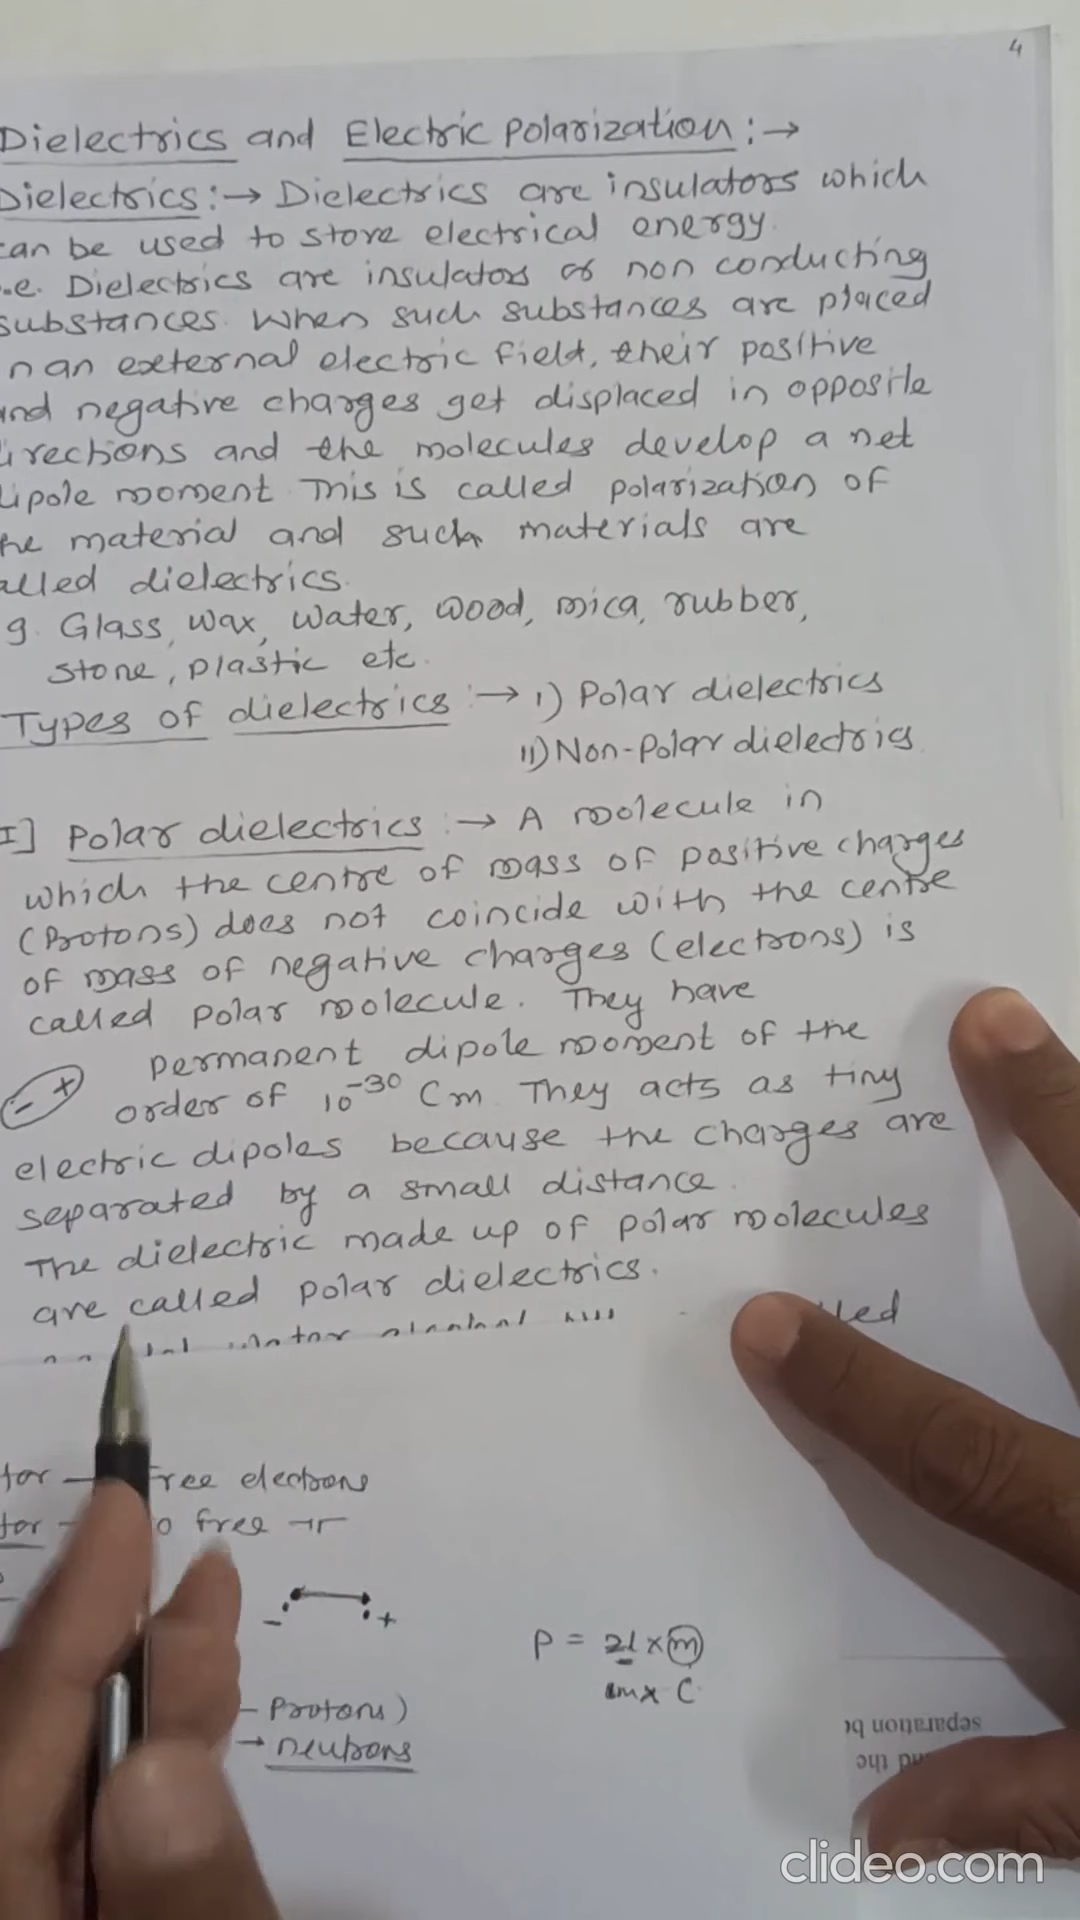 4
Dielectrics and Electric Polarization :→
Dielectrics :→ Dielectrics are insulators which
can be used to store electrical energy.
.e. Dielectrics are insulators or non conducting
substances. When such substances are placed
n an external electric field, their positive
and negative charges get displaced in opposite
irections and the molecules develop a net
dipole moment. This is called polarization of
he material and such materials are
alled dielectrics.
g. Glass, wax, water, wood, mica, rubber,
stone, plastic etc.
Types of dielectrics :→ i) Polar dielectrics
ii) Non-Polar dielectrics
I] Polar dielectrics :→ A molecule in
which the centre of mass of positive charges
(Protons) does not coincide with the centre
of mass of negative charges (electrons) is
called polar molecule. They have
permanent dipole moment of the
- + order of 10⁻³⁰ Cm. They acts as tiny
electric dipoles because the charges are
separated by a small distance.
The dielectric made up of polar molecules
are called polar dielectrics.
tor — Free electrons
tor — o free
- +
P = 2l × m
m × C
- Protons)
→ neutrons
separation be
nd the
clideo.com